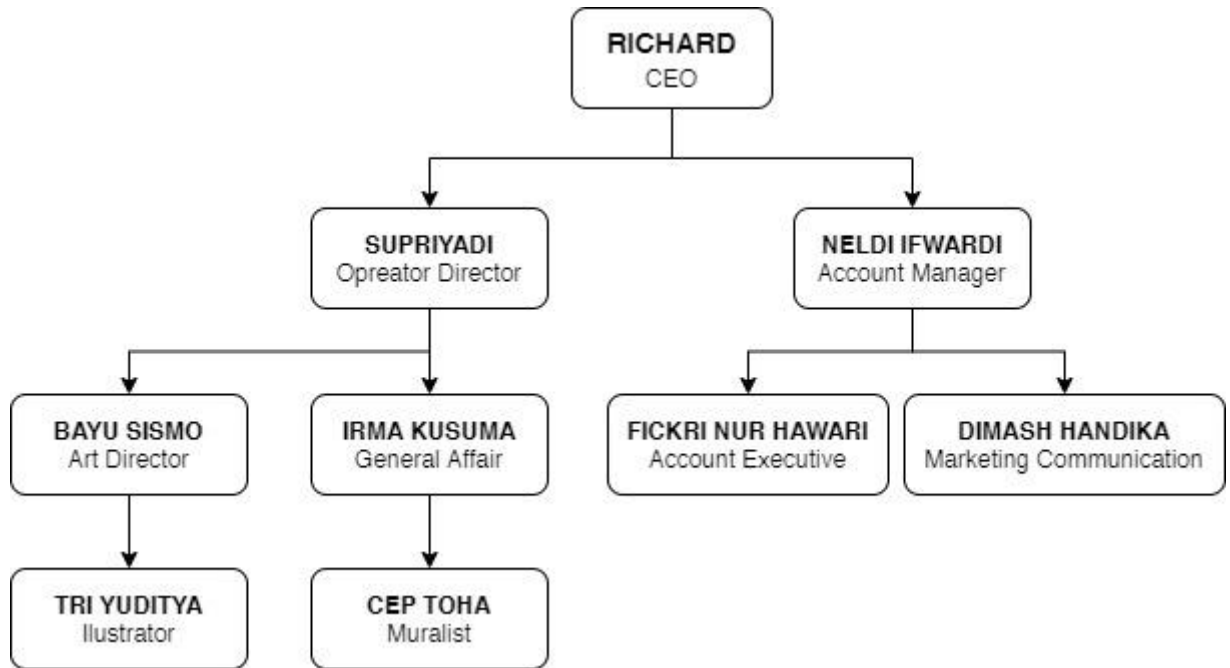 RICHARD
CEO
SUPRIYADI
Opreator Director
NELDI IFWARDI
Account Manager
BAYU SISMO
Art Director
IRMA KUSUMA
General Affair
FICKRI NUR HAWARI
Account Executive
DIMASH HANDIKA
Marketing Communication
TRI YUDITYA
Ilustrator
CEP TOHA
Muralist